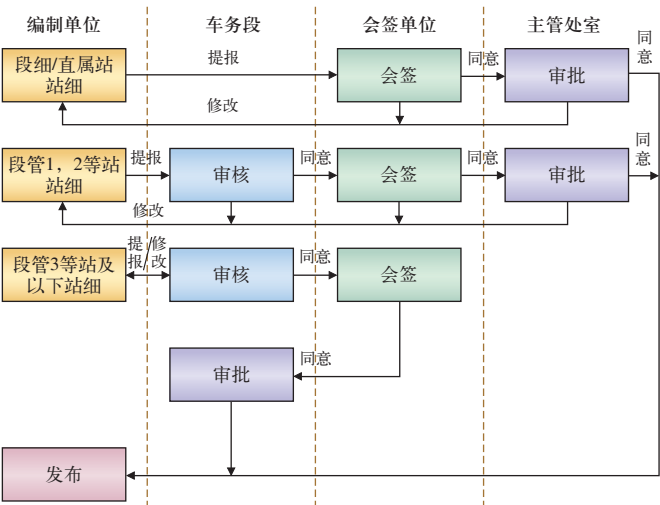 编制单位
车务段
会签单位
主管处室
段细/直属站
站细
提报
会签
同意
审批
同
意
修改
段管1，2等站
站细
提报
审核
同意
会签
同意
审批
同
意
修改
段管3等站及
以下站细
提/修
报/改
审核
同意
会签
审批
同意
发布